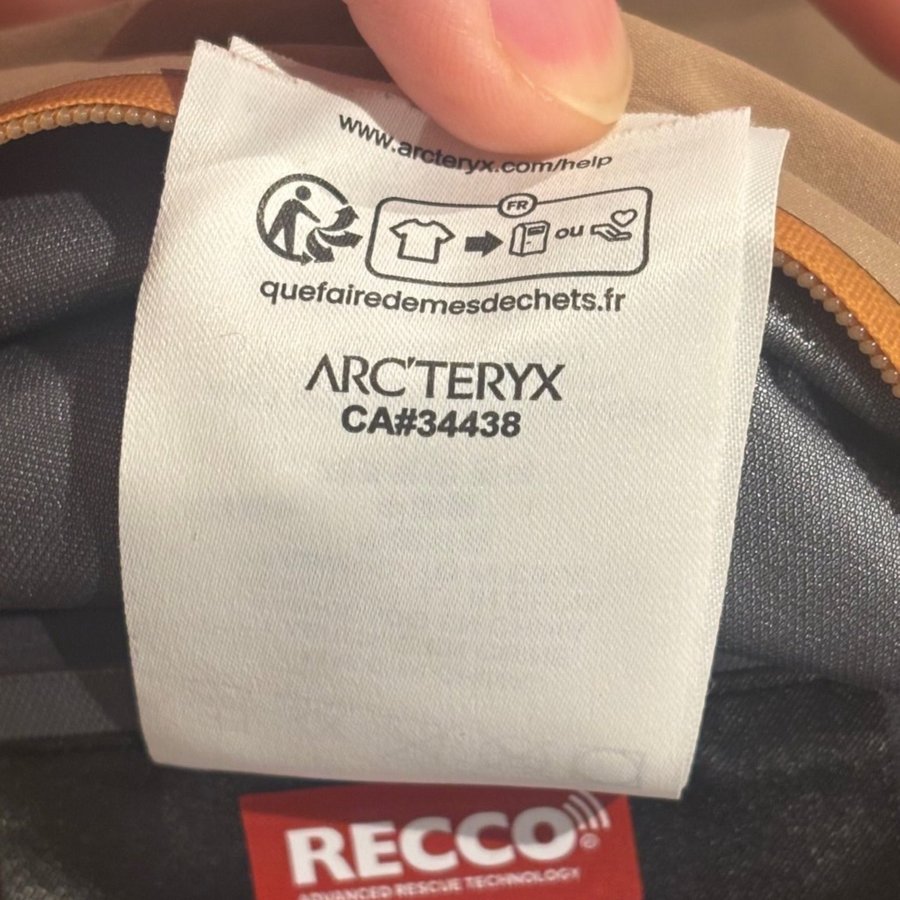 www.arcteryx.com/help
FR
ou
quefairedemesdechets.fr
ARC'TERYX
CA#34438
RECCO®
ADVANCED RESCUE TECHNOLOGY